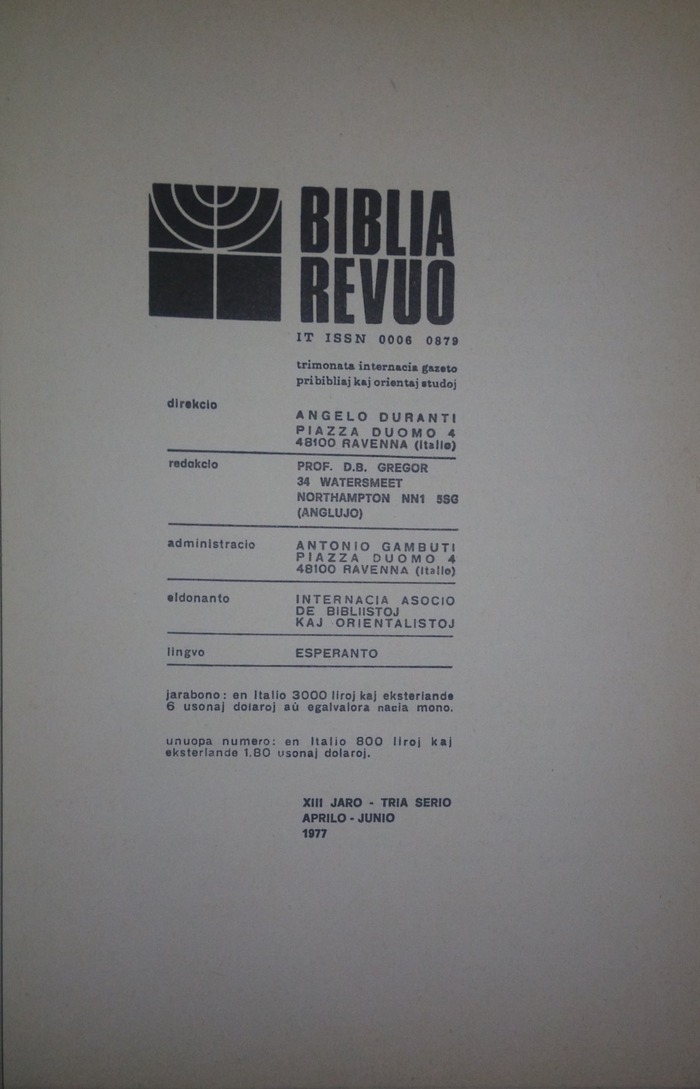 BIBLIA
REVUO
IT ISSN 0006 0879
trimonata internacia gazeto
pribibliaj kaj orientaj studoj
direkcio
ANGELO DURANTI
PIAZZA DUOMO 4
48100 RAVENNA (Italio)
redakcio
PROF. D.B. GREGOR
34 WATERSMEET
NORTHAMPTON NN1 5SG
(ANGLUJO)
administracio
ANTONIO GAMBUTI
PIAZZA DUOMO 4
48100 RAVENNA (Italio)
eldonanto
INTERNACIA ASOCIO
DE BIBLIISTOJ
KAJ ORIENTALISTOJ
lingvo
ESPERANTO
jarabono: en Italio 3000 liroj kaj eksterlande
6 usonaj dolaroj aŭ egalvalora nacia mono.
unuopa numero: en Italio 800 liroj kaj
eksterlande 1.80 usonaj dolaroj.
XIII JARO - TRIA SERIO
APRILO - JUNIO
1977